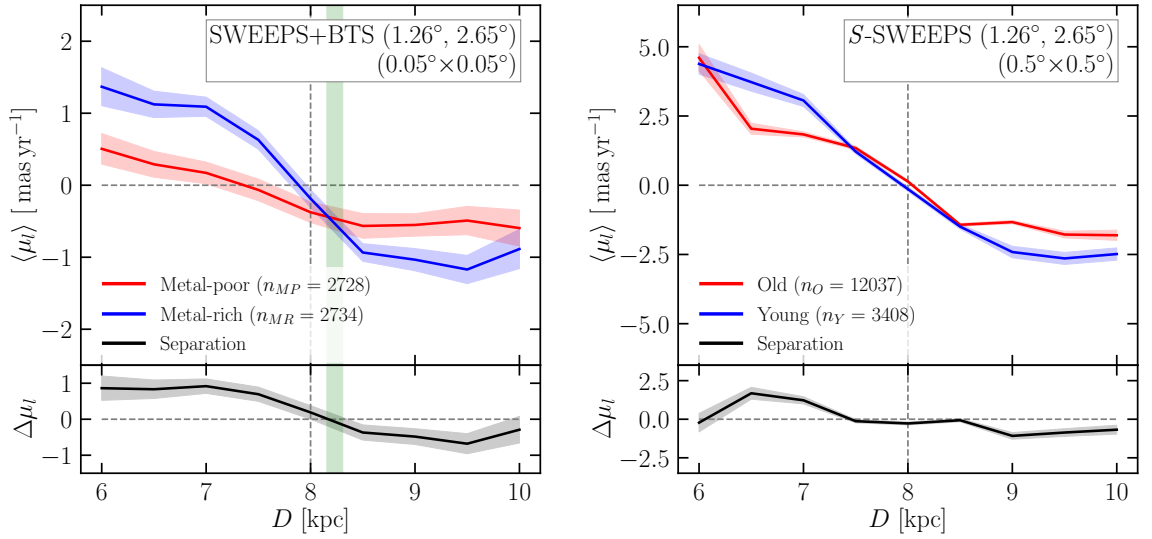 SWEEPS+BTS (1.26°, 2.65°)
(0.05°×0.05°)
2
1
0
−1
−2
⟨μ_l⟩ [ mas yr⁻¹]
Metal-poor (n_{MP} = 2728)
Metal-rich (n_{MR} = 2734)
Separation
1
0
−1
Δμ_l
6 7 8 9 10
D [kpc]
S-SWEEPS (1.26°, 2.65°)
(0.5°×0.5°)
5.0
2.5
0.0
−2.5
−5.0
⟨μ_l⟩ [ mas yr⁻¹]
Old (n_O = 12037)
Young (n_Y = 3408)
Separation
2.5
0.0
−2.5
Δμ_l
6 7 8 9 10
D [kpc]